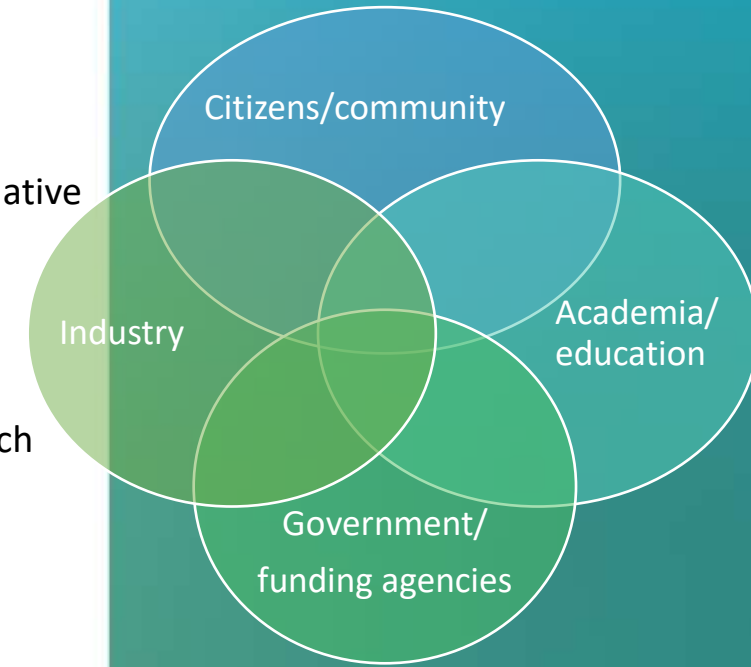 Citizens/community
ative
Industry
Academia/
education
ch
Government/
funding agencies